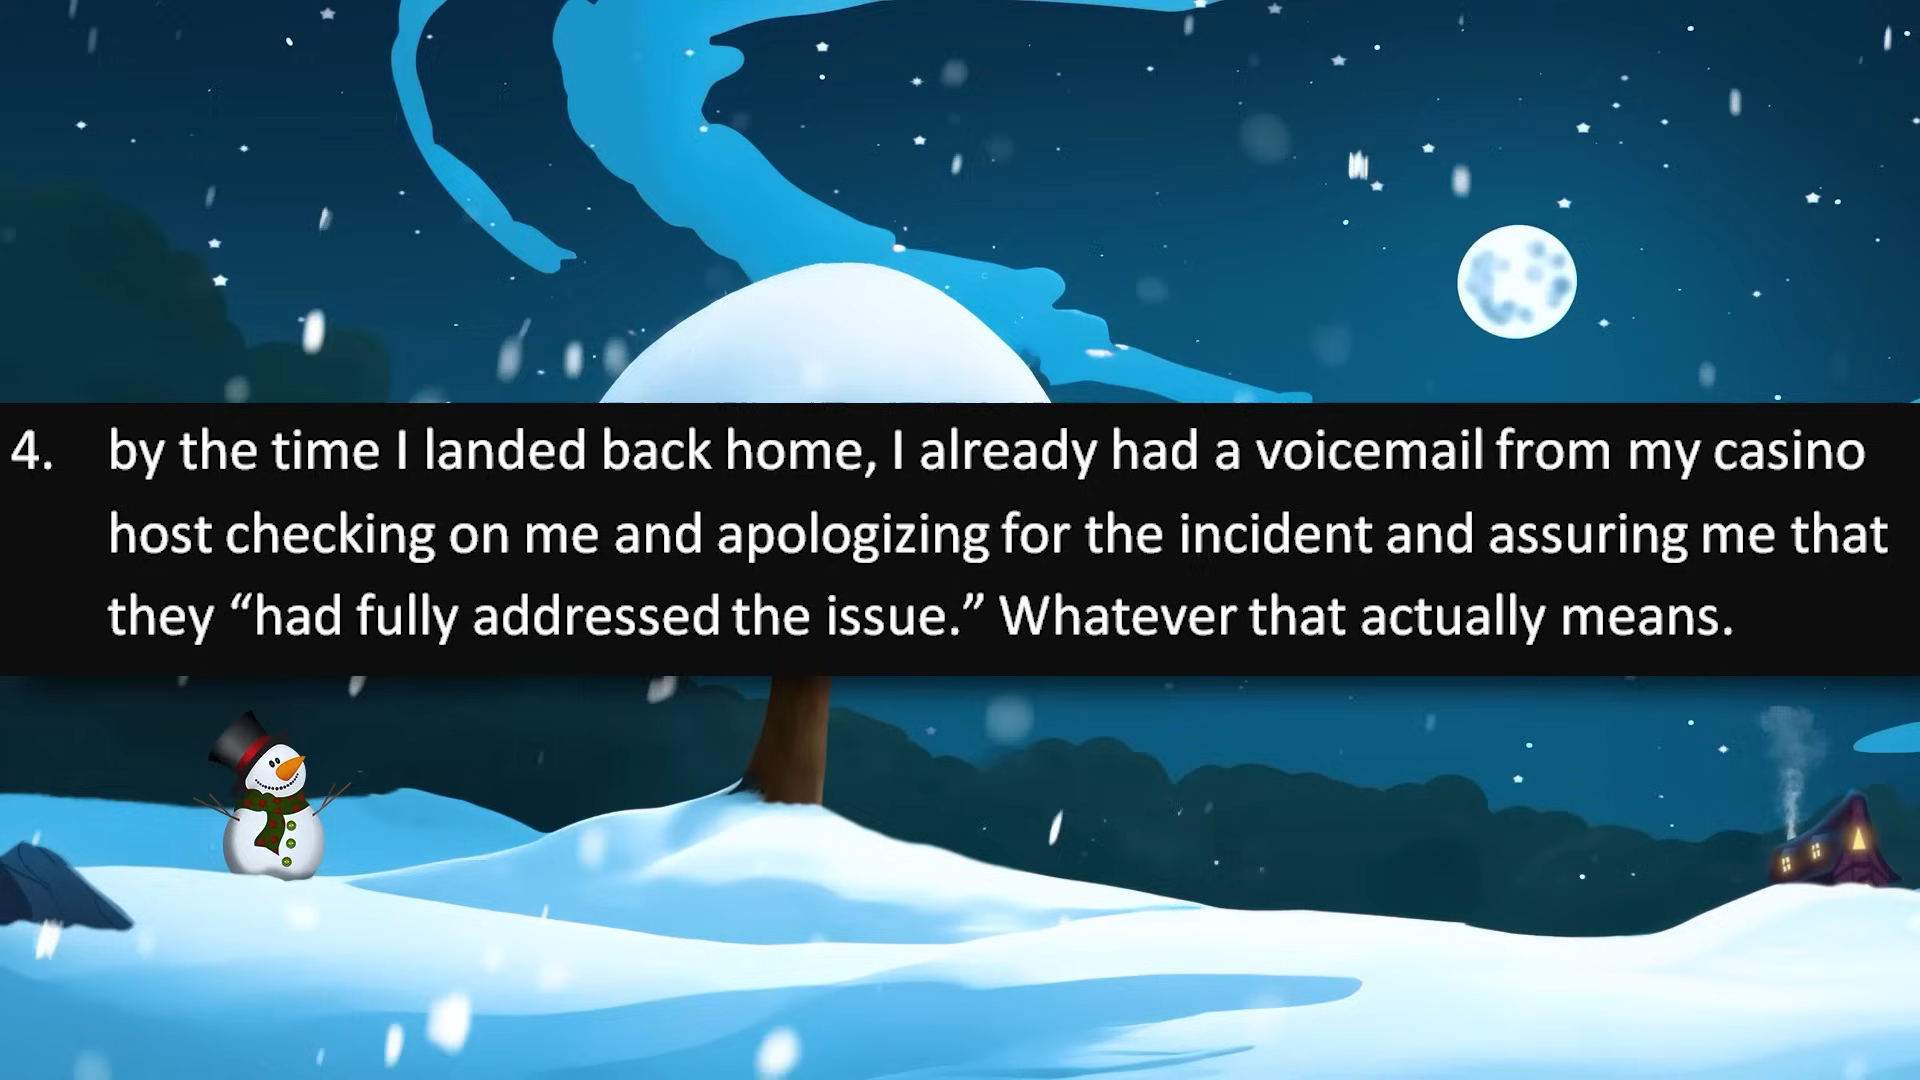 4. by the time I landed back home, I already had a voicemail from my casino
host checking on me and apologizing for the incident and assuring me that
they “had fully addressed the issue.” Whatever that actually means.